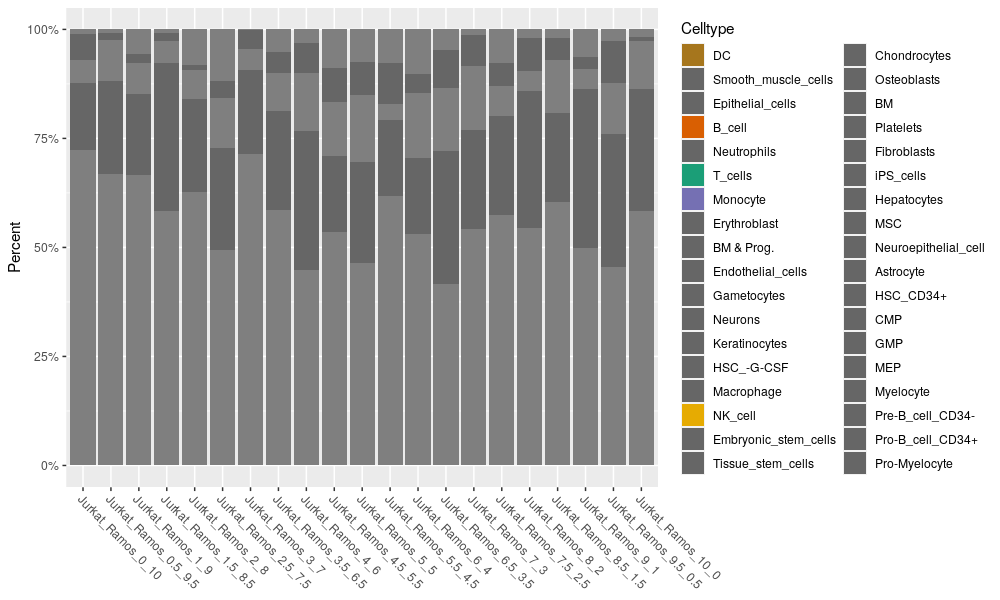 Percent
100%
75%
50%
25%
0%
Jurkat_Ramos_0_10
Jurkat_Ramos_0.5_9.5
Jurkat_Ramos_1_9
Jurkat_Ramos_1.5_8.5
Jurkat_Ramos_2_8
Jurkat_Ramos_2.5_7.5
Jurkat_Ramos_3_7
Jurkat_Ramos_3.5_6.5
Jurkat_Ramos_4_6
Jurkat_Ramos_4.5_5.5
Jurkat_Ramos_5_5
Jurkat_Ramos_5.5_4.5
Jurkat_Ramos_6_4
Jurkat_Ramos_6.5_3.5
Jurkat_Ramos_7_3
Jurkat_Ramos_7.5_2.5
Jurkat_Ramos_8_2
Jurkat_Ramos_8.5_1.5
Jurkat_Ramos_9_1
Jurkat_Ramos_9.5_0.5
Jurkat_Ramos_10_0
Celltype
DC
Smooth_muscle_cells
Epithelial_cells
B_cell
Neutrophils
T_cells
Monocyte
Erythroblast
BM & Prog.
Endothelial_cells
Gametocytes
Neurons
Keratinocytes
HSC_-G-CSF
Macrophage
NK_cell
Embryonic_stem_cells
Tissue_stem_cells
Chondrocytes
Osteoblasts
BM
Platelets
Fibroblasts
iPS_cells
Hepatocytes
MSC
Neuroepithelial_cell
Astrocyte
HSC_CD34+
CMP
GMP
MEP
Myelocyte
Pre-B_cell_CD34-
Pro-B_cell_CD34+
Pro-Myelocyte